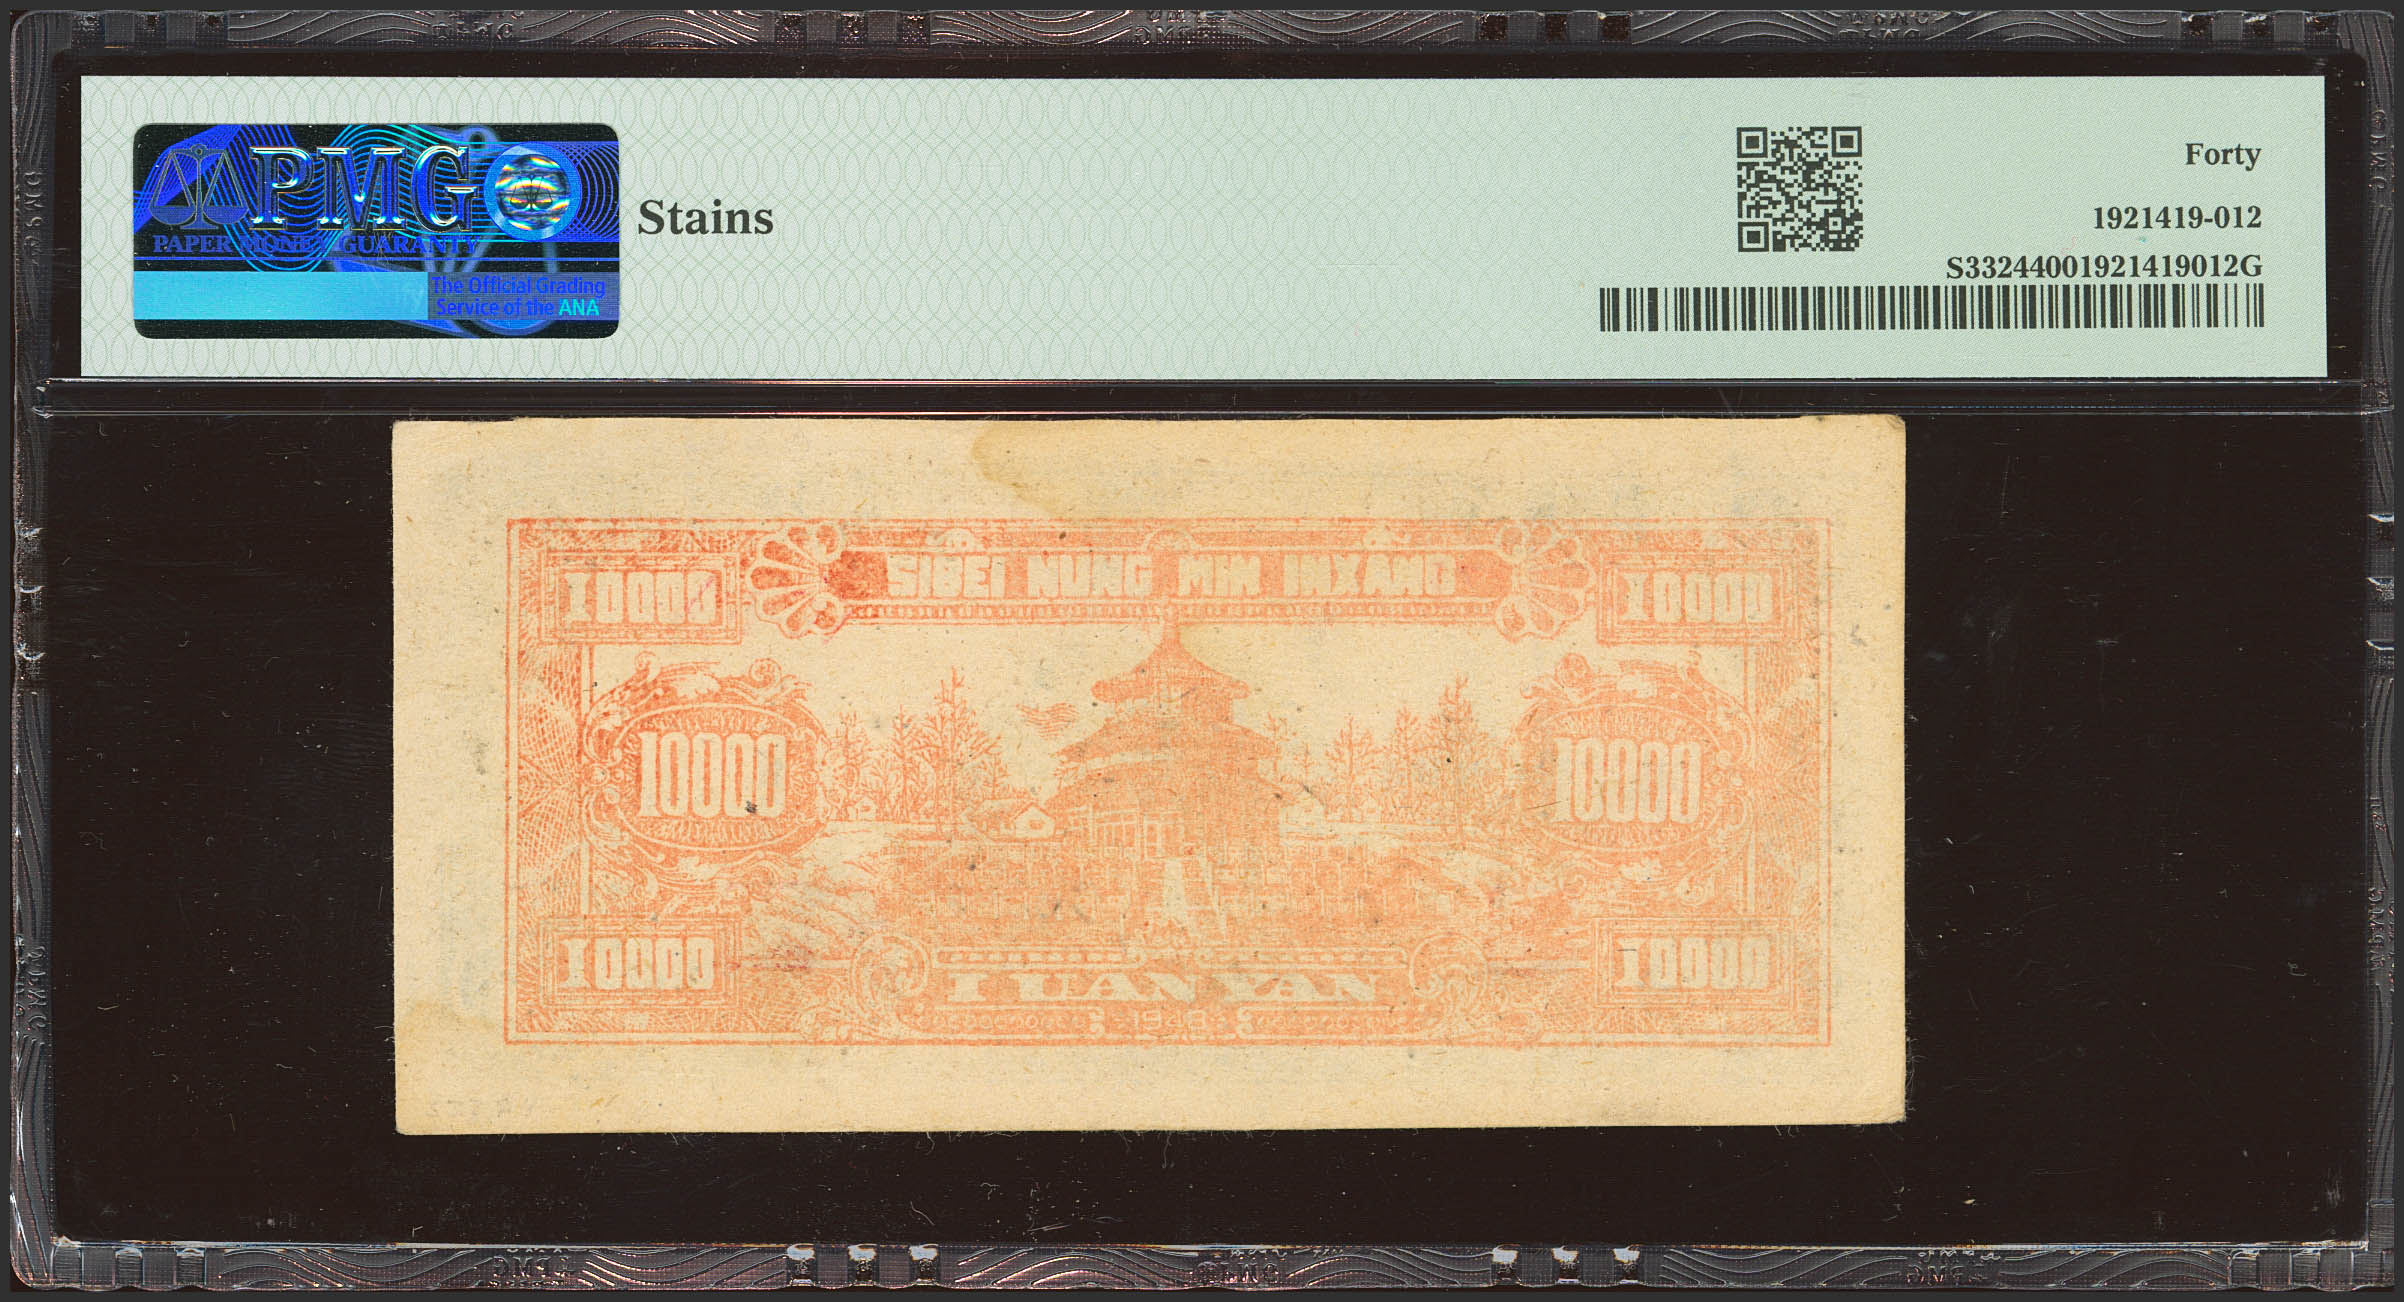 PMG
PAPER MONEY GUARANTY
The Official Grading
Service of the ANA
Stains
Forty
1921419-012
S33244001921419012G
SIBEI NUNG MIN INXANG
10000
10000
10000
10000
10000
10000
I UAN YAN
1948